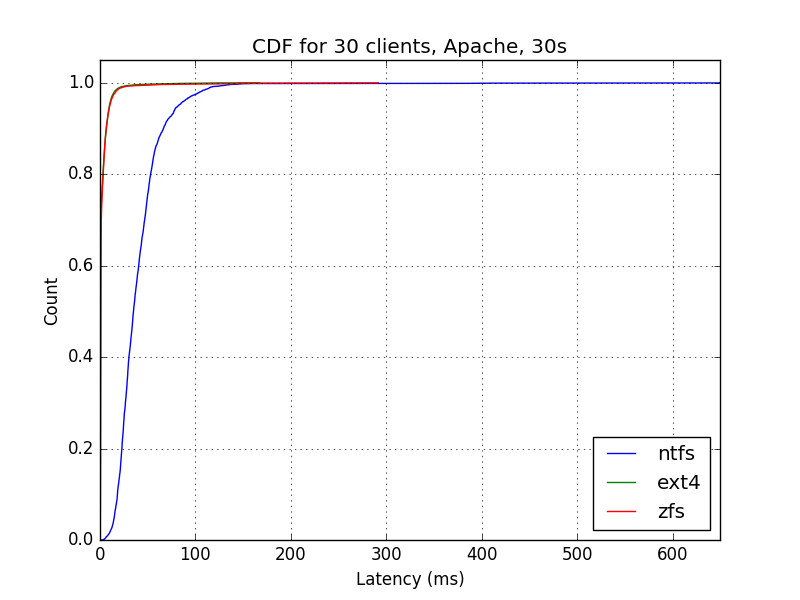 CDF for 30 clients, Apache, 30s
1.0
0.8
0.6
0.4
0.2
0.0
Count
0 100 200 300 400 500 600
Latency (ms)
ntfs
ext4
zfs